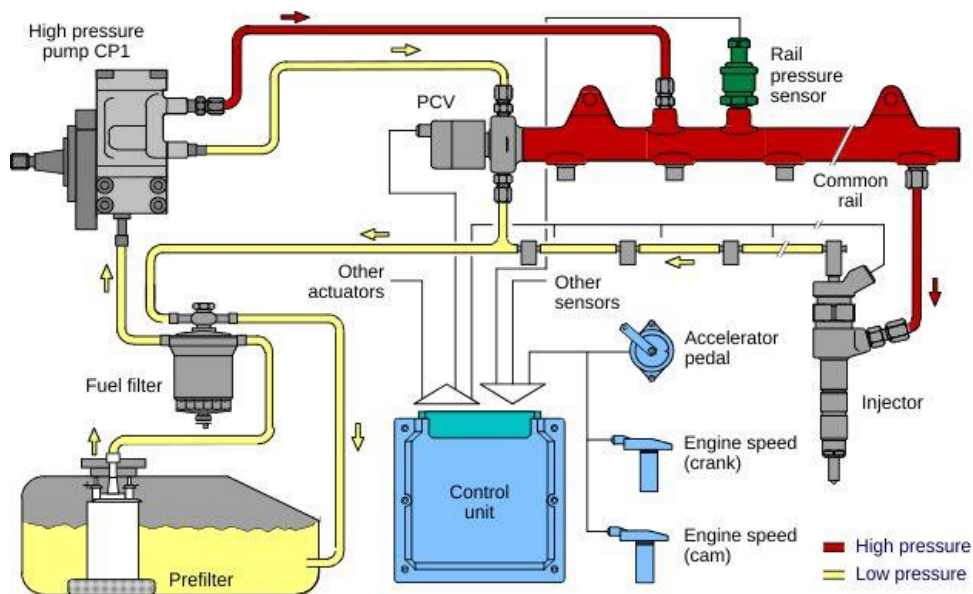 High pressure
pump CP1
PCV
Rail
pressure
sensor
Common
rail
Other
actuators
Other
sensors
Accelerator
pedal
Fuel filter
Injector
Engine speed
(crank)
Control
unit
Engine speed
(cam)
Prefilter
High pressure
Low pressure